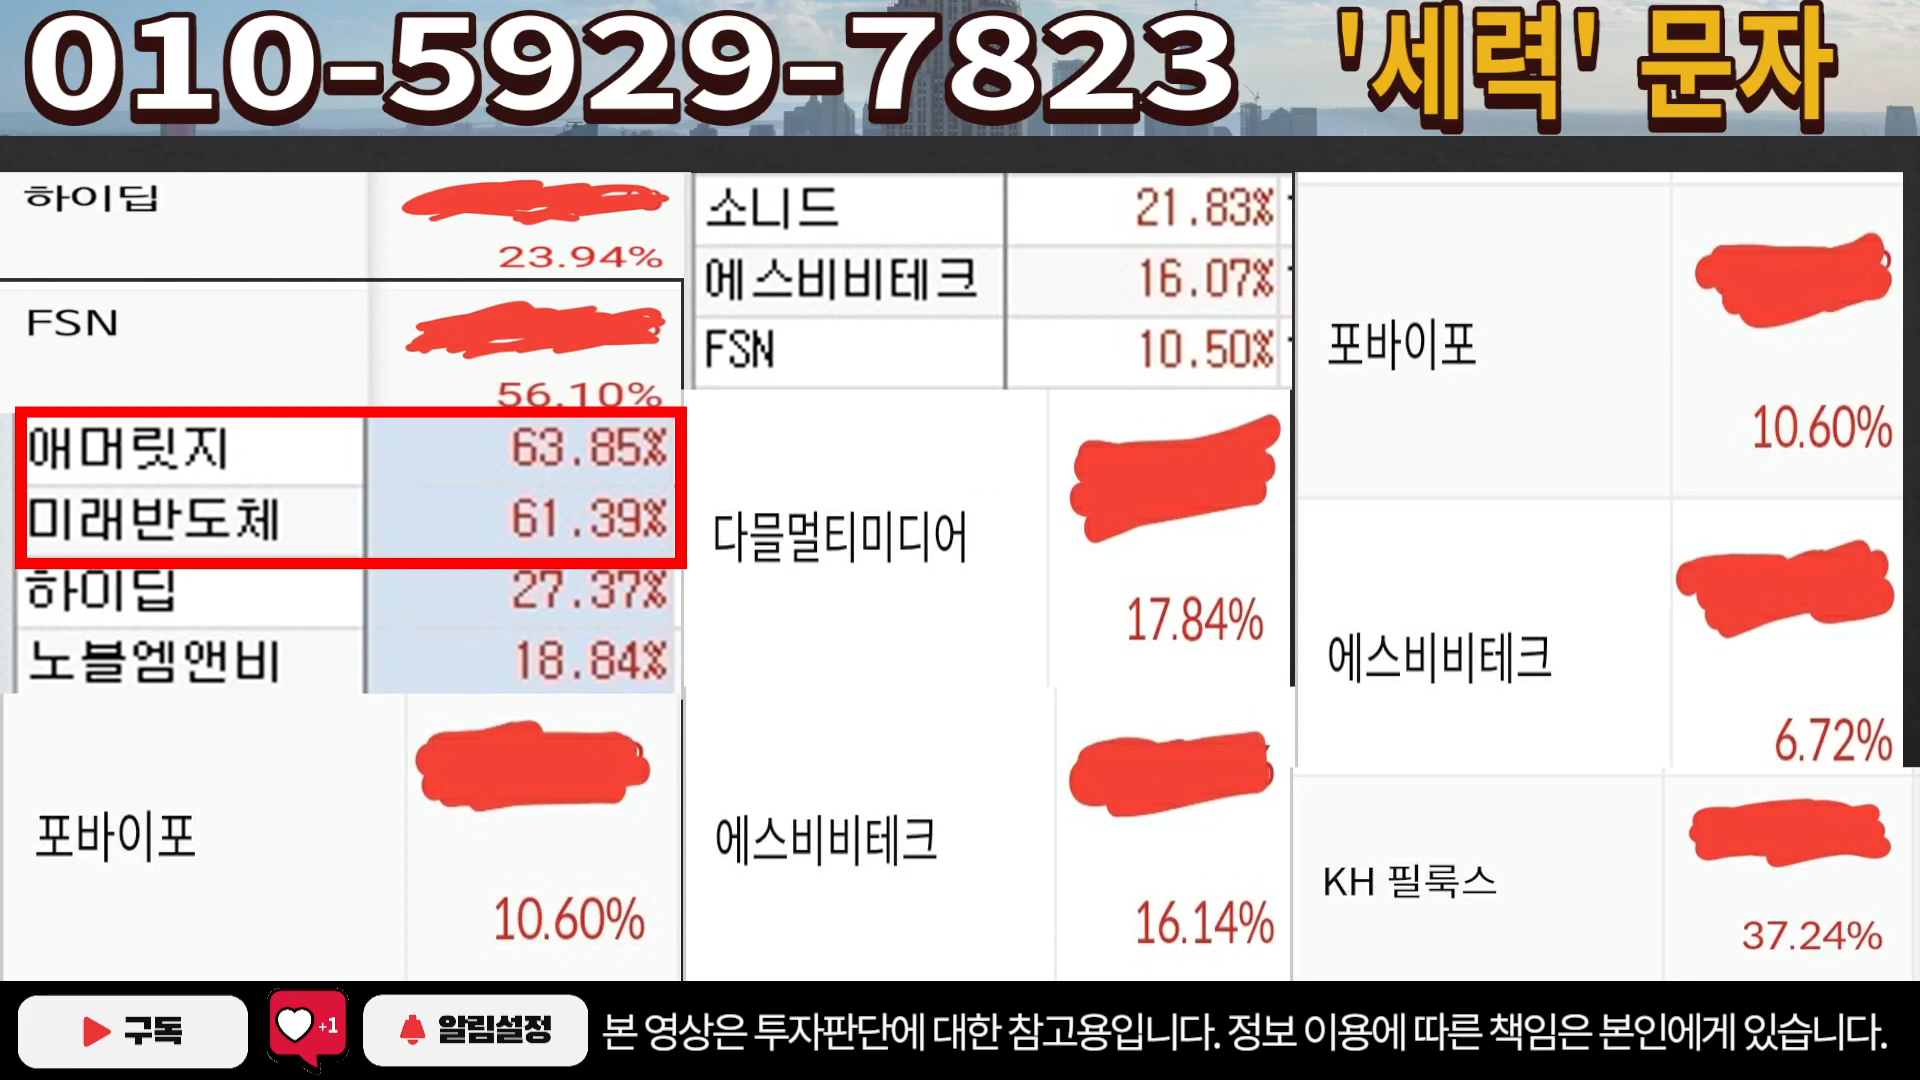 010-5929-7823 '세력' 문자
하이딥
23.94%
FSN
56.10%
애머릿지 63.85%
미래반도체 61.39%
하이딥 27.37%
노블엠앤비 18.84%
포바이포
10.60%
소니드 21.83%
에스비비테크 16.07%
FSN 10.50%
다믈멀티미디어
17.84%
에스비비테크
16.14%
포바이포
10.60%
에스비비테크
6.72%
KH 필룩스
37.24%
구독 +1 알림설정 본 영상은 투자판단에 대한 참고용입니다. 정보 이용에 따른 책임은 본인에게 있습니다.